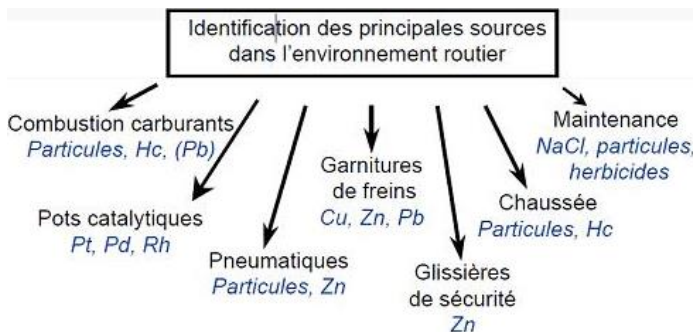 Identification des principales sources
dans l'environnement routier
Combustion carburants
Particules, Hc, (Pb)
Pots catalytiques
Pt, Pd, Rh
Pneumatiques
Particules, Zn
Garnitures
de freins
Cu, Zn, Pb
Glissières
de sécurité
Zn
Chaussée
Particules, Hc
Maintenance
NaCl, particules,
herbicides